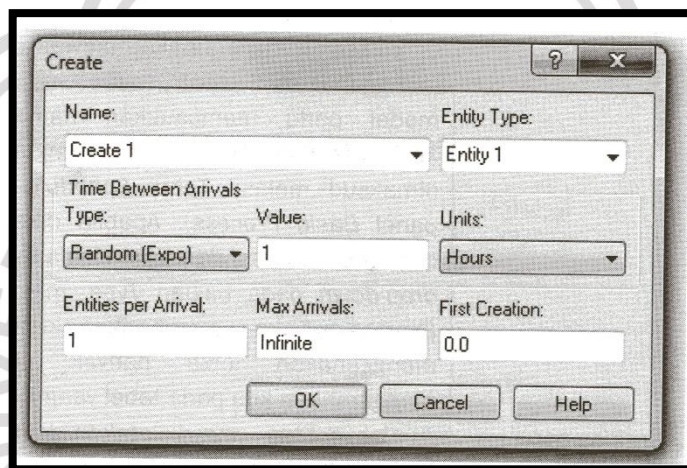 Create
Name: Entity Type:
Create 1 Entity 1
Time Between Arrivals
Type: Value: Units:
Random (Expo) 1 Hours
Entities per Arrival: Max Arrivals: First Creation:
1 Infinite 0.0
OK Cancel Help